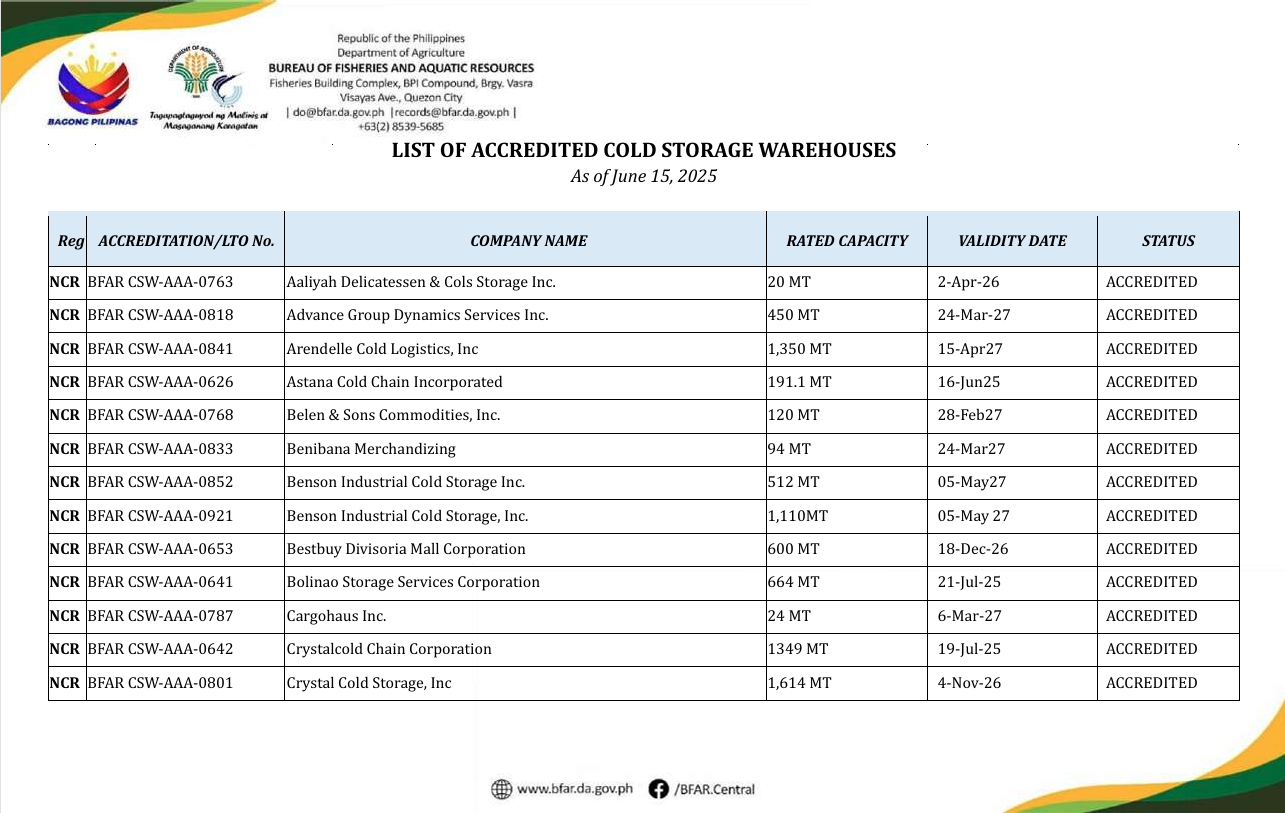 Republic of the Philippines
Department of Agriculture
BUREAU OF FISHERIES AND AQUATIC RESOURCES
Fisheries Building Complex, BPI Compound, Brgy. Vasra
Visayas Ave., Quezon City
| do@bfar.da.gov.ph |records@bfar.da.gov.ph |
+63(2) 8539-5685
BAGONG PILIPINAS
DEPARTMENT OF AGRICULTURE
Tagapagtaguyod ng Malinis at
Masaganang Karagatan
LIST OF ACCREDITED COLD STORAGE WAREHOUSES
As of June 15, 2025
Reg ACCREDITATION/LTO No. COMPANY NAME RATED CAPACITY VALIDITY DATE STATUS
NCR BFAR CSW-AAA-0763 Aaliyah Delicatessen & Cols Storage Inc. 20 MT 2-Apr-26 ACCREDITED
NCR BFAR CSW-AAA-0818 Advance Group Dynamics Services Inc. 450 MT 24-Mar-27 ACCREDITED
NCR BFAR CSW-AAA-0841 Arendelle Cold Logistics, Inc 1,350 MT 15-Apr27 ACCREDITED
NCR BFAR CSW-AAA-0626 Astana Cold Chain Incorporated 191.1 MT 16-Jun25 ACCREDITED
NCR BFAR CSW-AAA-0768 Belen & Sons Commodities, Inc. 120 MT 28-Feb27 ACCREDITED
NCR BFAR CSW-AAA-0833 Benibana Merchandizing 94 MT 24-Mar27 ACCREDITED
NCR BFAR CSW-AAA-0852 Benson Industrial Cold Storage Inc. 512 MT 05-May27 ACCREDITED
NCR BFAR CSW-AAA-0921 Benson Industrial Cold Storage, Inc. 1,110MT 05-May 27 ACCREDITED
NCR BFAR CSW-AAA-0653 Bestbuy Divisoria Mall Corporation 600 MT 18-Dec-26 ACCREDITED
NCR BFAR CSW-AAA-0641 Bolinao Storage Services Corporation 664 MT 21-Jul-25 ACCREDITED
NCR BFAR CSW-AAA-0787 Cargohaus Inc. 24 MT 6-Mar-27 ACCREDITED
NCR BFAR CSW-AAA-0642 Crystalcold Chain Corporation 1349 MT 19-Jul-25 ACCREDITED
NCR BFAR CSW-AAA-0801 Crystal Cold Storage, Inc 1,614 MT 4-Nov-26 ACCREDITED
www.bfar.da.gov.ph /BFAR.Central